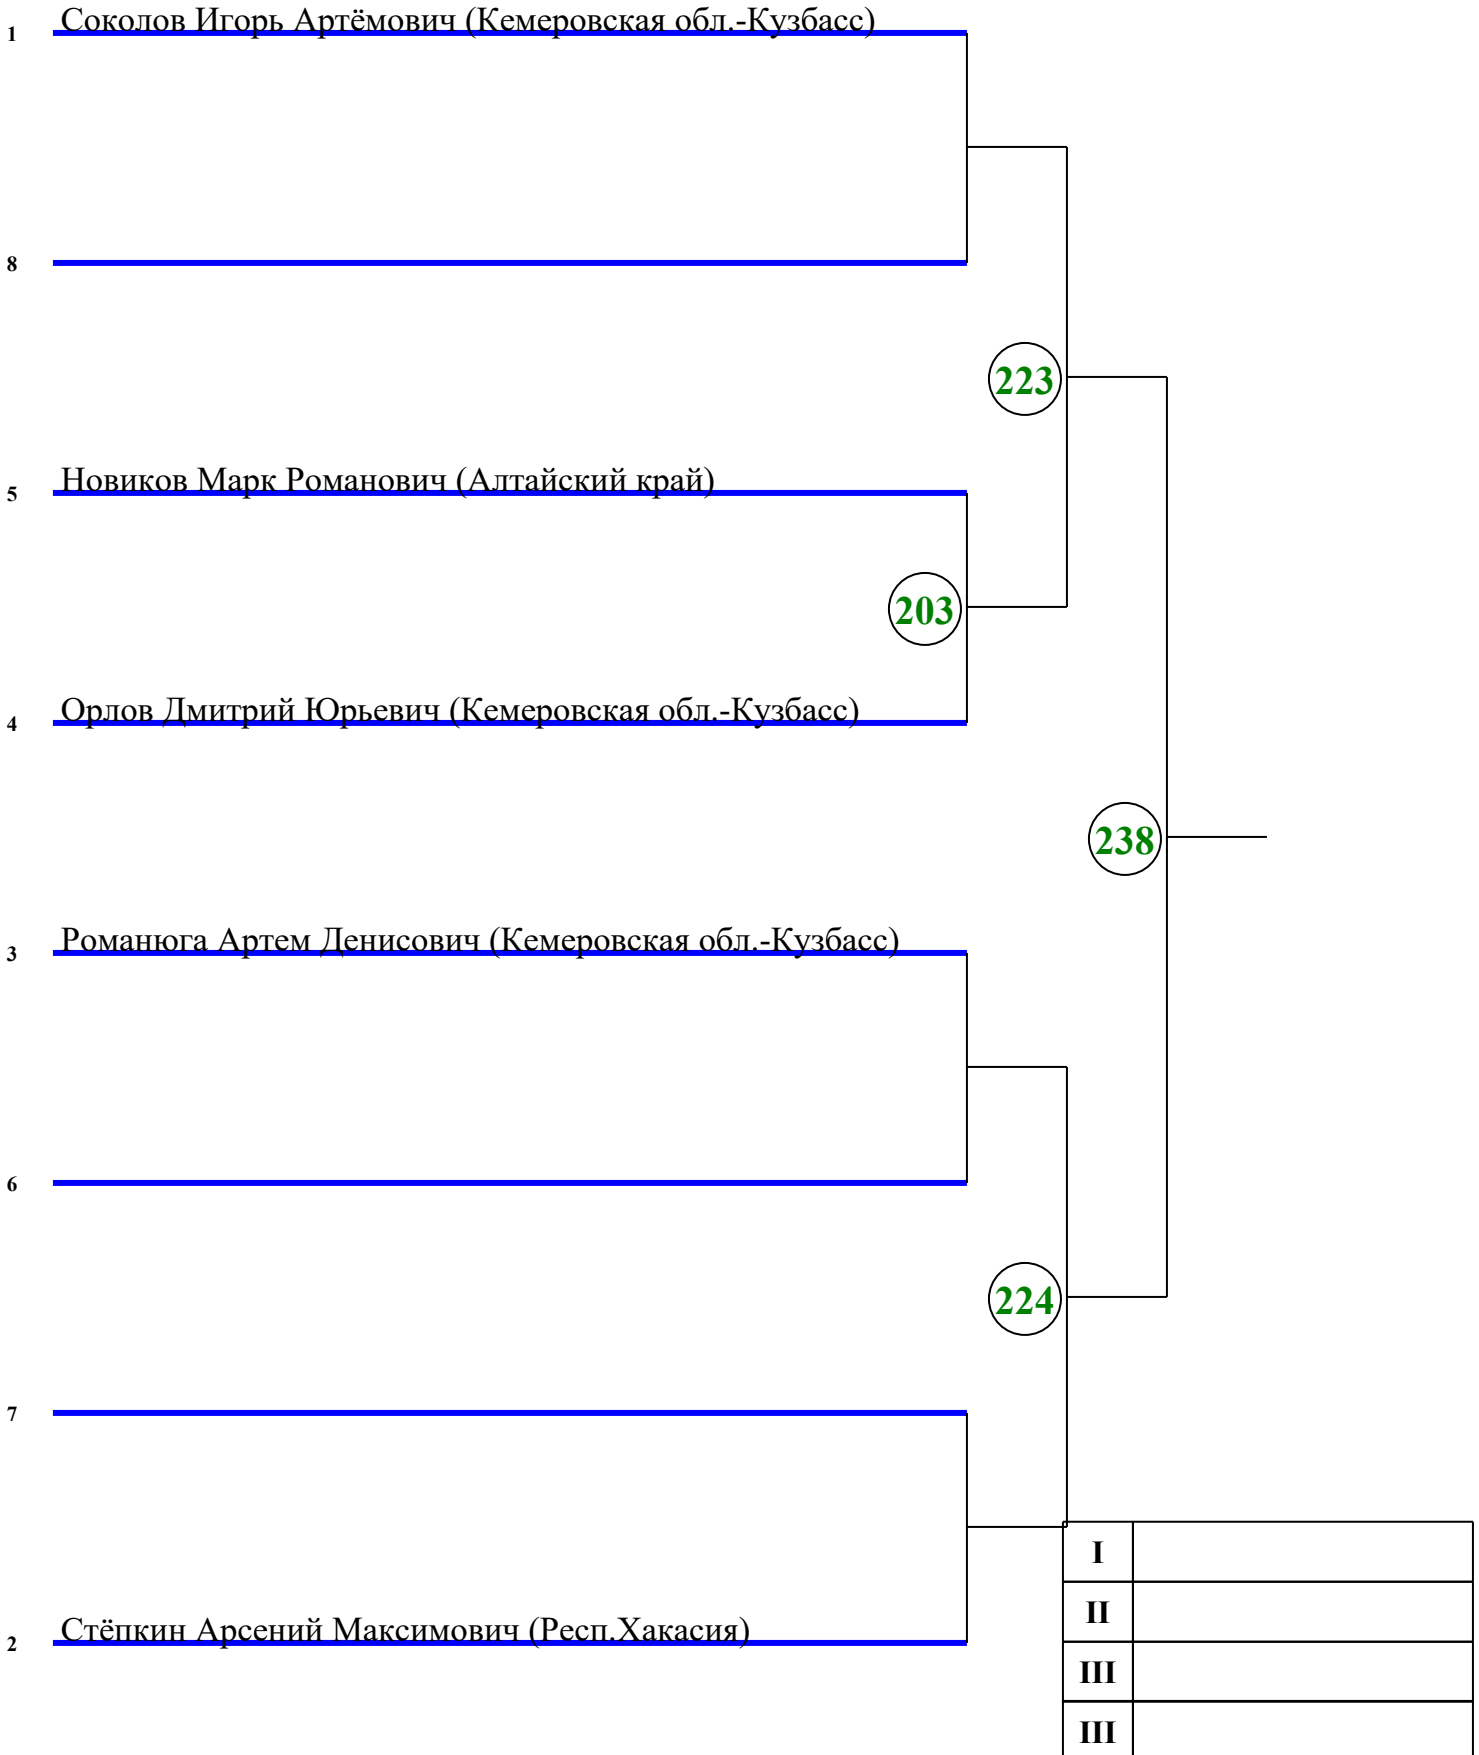 1 Соколов Игорь Артёмович (Кемеровская обл.-Кузбасс)
8
223
5 Новиков Марк Романович (Алтайский край)
203
4 Орлов Дмитрий Юрьевич (Кемеровская обл.-Кузбасс)
238
3 Романюга Артем Денисович (Кемеровская обл.-Кузбасс)
6
224
7
I
II
2 Стёпкин Арсений Максимович (Респ.Хакасия)
III
III